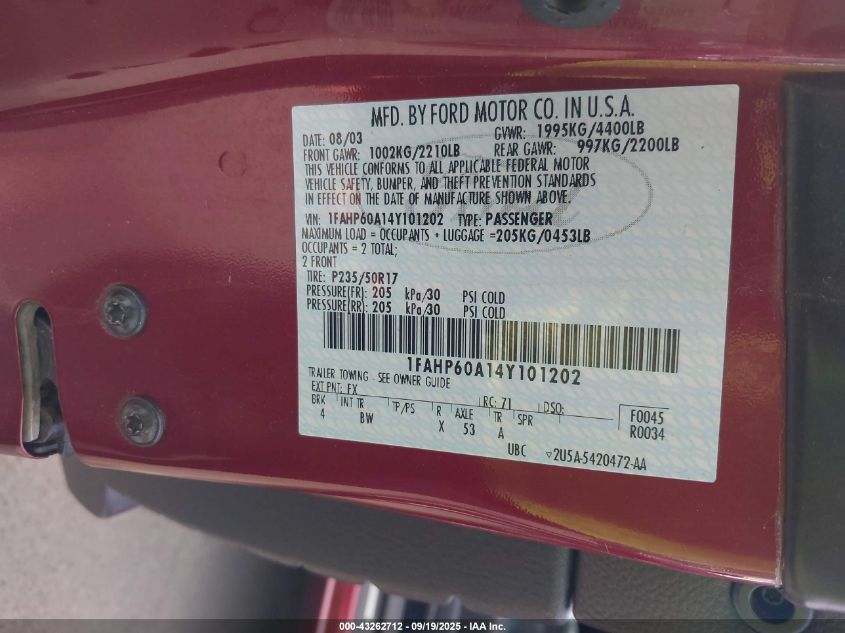 MFD. BY FORD MOTOR CO. IN U.S.A.
DATE: 08/03 GVWR: 1995KG/4400LB
FRONT GAWR: 1002KG/2210LB REAR GAWR: 997KG/2200LB
THIS VEHICLE CONFORMS TO ALL APPLICABLE FEDERAL MOTOR
VEHICLE SAFETY, BUMPER, AND THEFT PREVENTION STANDARDS
IN EFFECT ON THE DATE OF MANUFACTURE SHOWN ABOVE.
VIN: 1FAHP60A14Y101202 TYPE: PASSENGER
MAXIMUM LOAD = OCCUPANTS + LUGGAGE =205KG/0453LB
OCCUPANTS = 2 TOTAL;
2 FRONT
TIRE: P235/50R17
PRESSURE(FR): 205 kPa/30 PSI COLD
PRESSURE(RR): 205 kPa/30 PSI COLD
1FAHP60A14Y101202
TRAILER TOWING - SEE OWNER GUIDE
EXT PNT: FX RC: 71 DSO: F0045
BRK INT TR TP/PS R AXLE TR SPR R0034
4 BW X 53 A
UBC ▽2U5A-5420472-AA
000-43262712 - 09/19/2025 - IAA Inc.